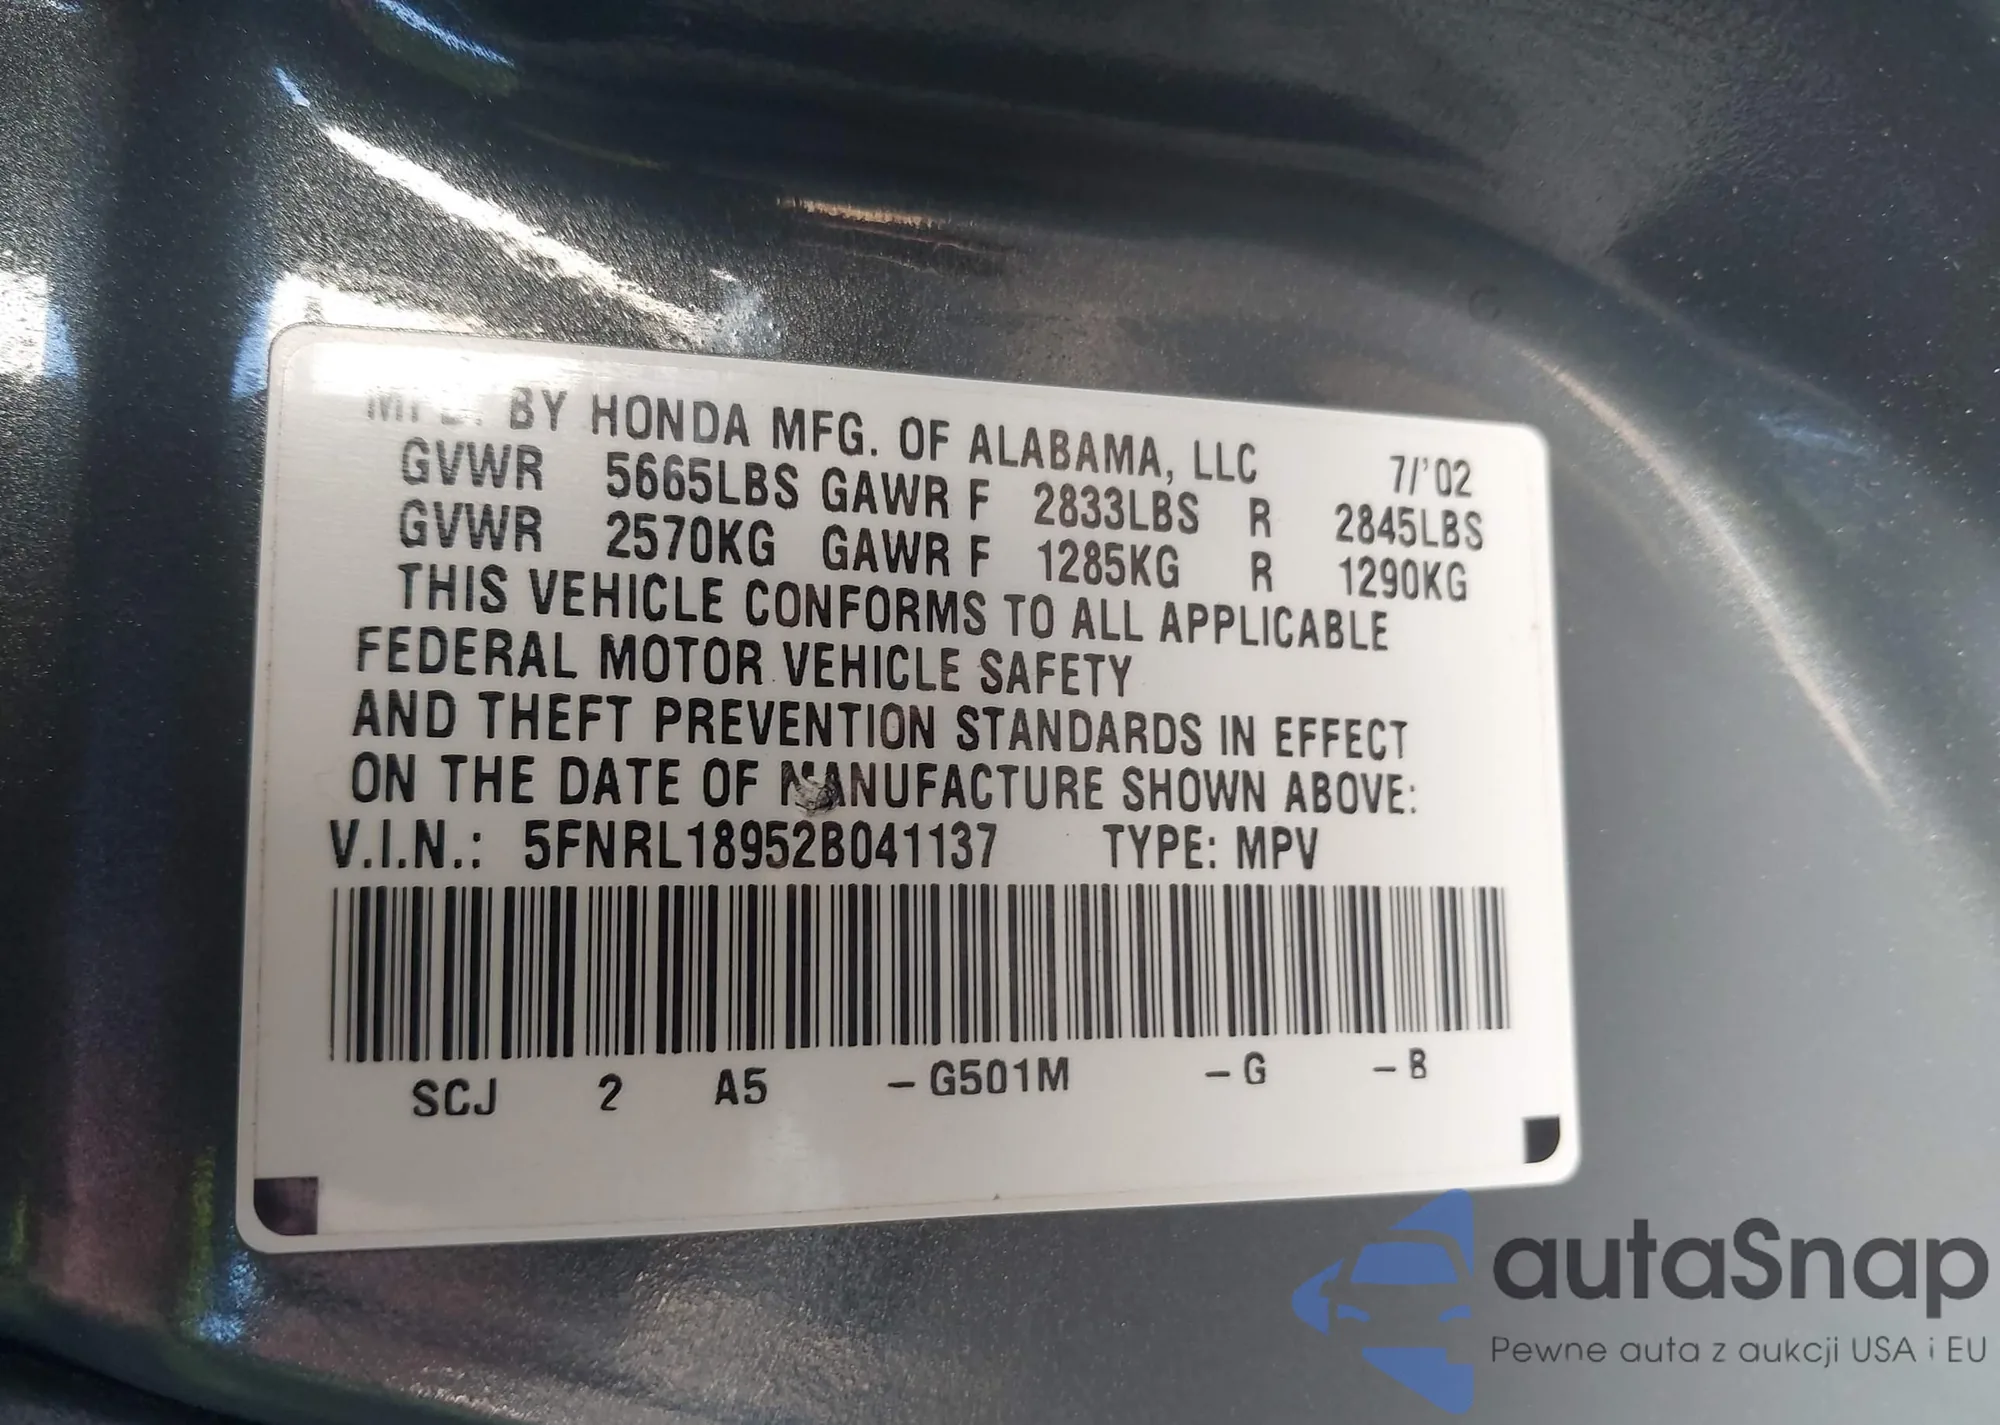 MFD. BY HONDA MFG. OF ALABAMA, LLC 7/'02
GVWR 5665LBS GAWR F 2833LBS R 2845LBS
GVWR 2570KG GAWR F 1285KG R 1290KG
THIS VEHICLE CONFORMS TO ALL APPLICABLE
FEDERAL MOTOR VEHICLE SAFETY
AND THEFT PREVENTION STANDARDS IN EFFECT
ON THE DATE OF MANUFACTURE SHOWN ABOVE:
V.I.N.: 5FNRL18952B041137 TYPE: MPV
SCJ 2 A5 – G501M – G – B
autaSnap
Pewne auta z aukcji USA i EU